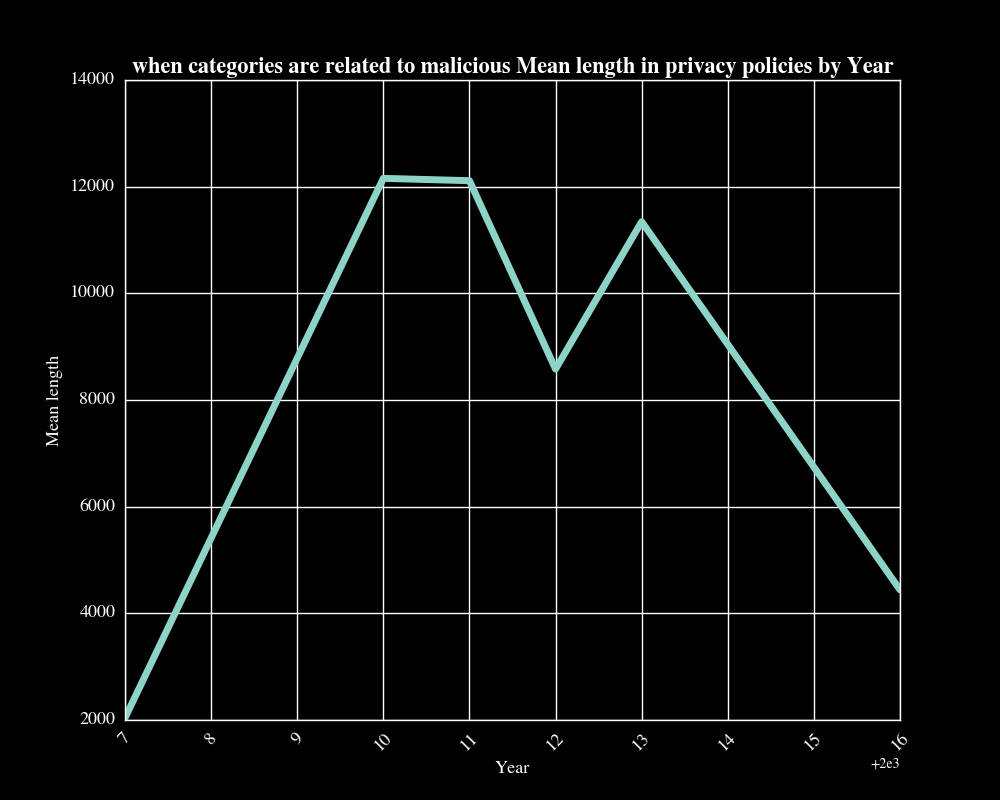 when categories are related to malicious Mean length in privacy policies by Year
14000
12000
10000
8000
6000
4000
2000
Mean length
7 8 9 10 11 12 13 14 15 16
Year
+2e3